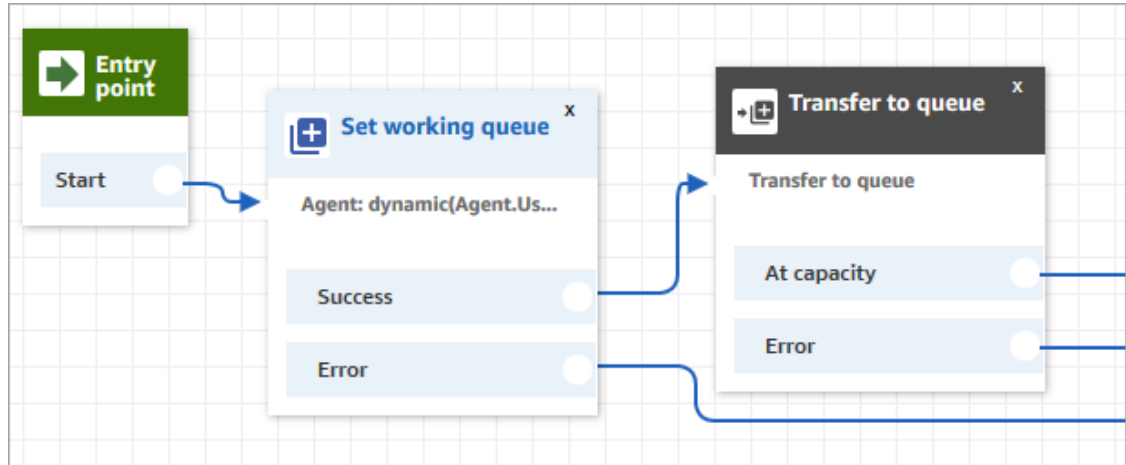 Entry
point
Start
Set working queue
x
Agent: dynamic(Agent.Us...
Success
Error
Transfer to queue
x
Transfer to queue
At capacity
Error